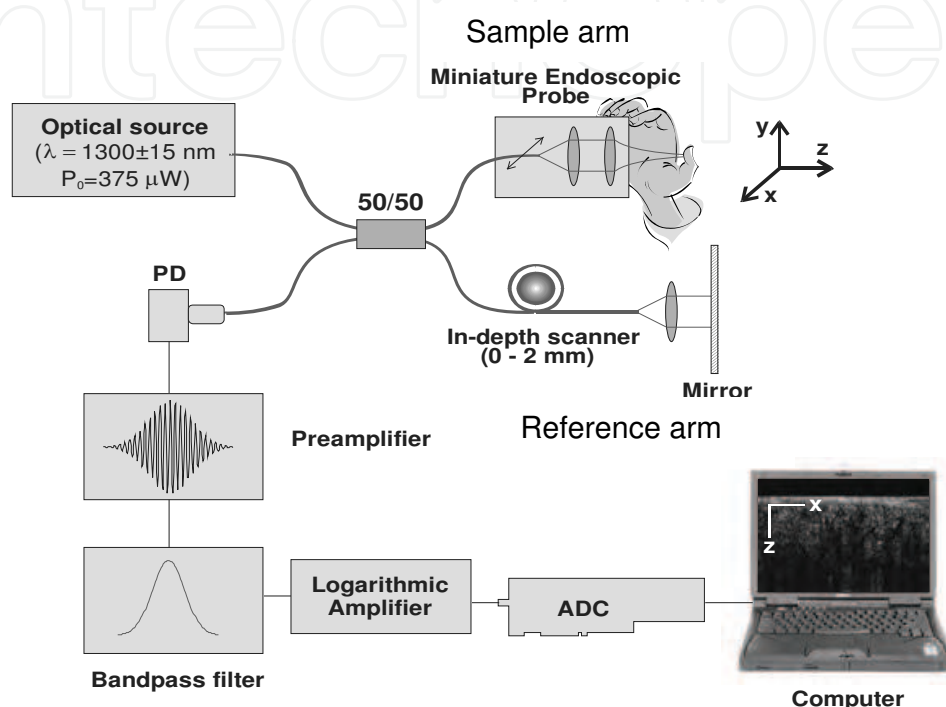 ntechope
Sample arm
Miniature Endoscopic
Probe
Optical source
(λ = 1300±15 nm
P₀=375 μW)
50/50
y
z
x
PD
In-depth scanner
(0 - 2 mm)
Mirror
Reference arm
Preamplifier
x
z
Logarithmic
Amplifier
ADC
Bandpass filter
Computer